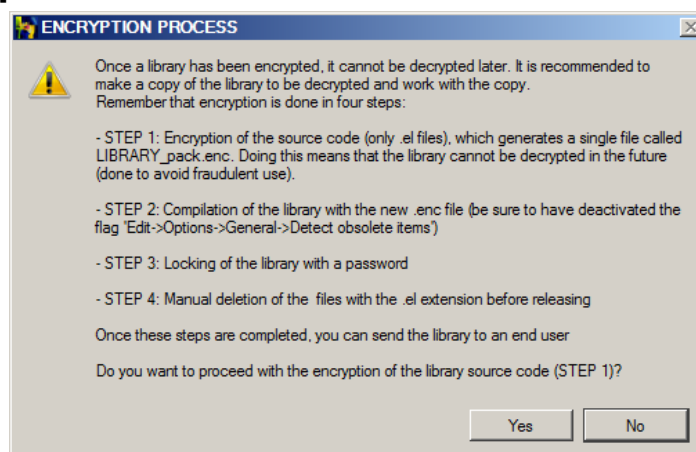 ENCRYPTION PROCESS
Once a library has been encrypted, it cannot be decrypted later. It is recommended to
make a copy of the library to be decrypted and work with the copy.
Remember that encryption is done in four steps:
- STEP 1: Encryption of the source code (only .el files), which generates a single file called
LIBRARY_pack.enc. Doing this means that the library cannot be decrypted in the future
(done to avoid fraudulent use).
- STEP 2: Compilation of the library with the new .enc file (be sure to have deactivated the
flag "Edit->Options->General->Detect obsolete items")
- STEP 3: Locking of the library with a password
- STEP 4: Manual deletion of the files with the .el extension before releasing
Once these steps are completed, you can send the library to an end user
Do you want to proceed with the encryption of the library source code (STEP 1)?
Yes
No